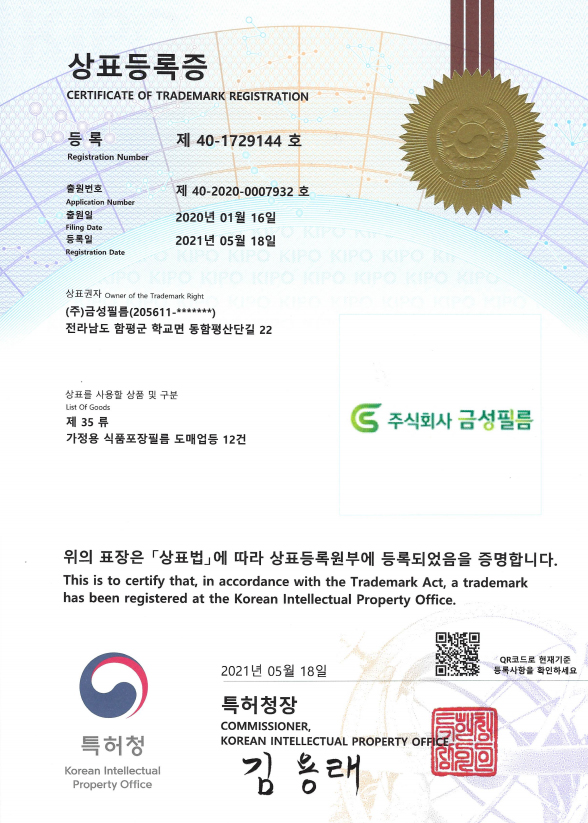 상표등록증
CERTIFICATE OF TRADEMARK REGISTRATION
등 록 제 40-1729144 호
Registration Number
출원번호 제 40-2020-0007932 호
Application Number
출원일 2020년 01월 16일
Filing Date
등록일 2021년 05월 18일
Registration Date
KIPO KIPO KIPO KIPO
KIPO KIPO KIPO KIPO KIPO KIPO
상표권자 Owner of the Trademark Right
(주)금성필름(205611-*******)
전라남도 함평군 학교면 동함평산단길 22
상표를 사용할 상품 및 구분
List Of Goods
제 35 류
가정용 식품포장필름 도매업등 12건
주식회사 금성필름
위의 표장은 「상표법」에 따라 상표등록원부에 등록되었음을 증명합니다.
This is to certify that, in accordance with the Trademark Act, a trademark
has been registered at the Korean Intellectual Property Office.
QR코드로 현재기준
등록사항을 확인하세요
2021년 05월 18일
특허청장
COMMISSIONER,
KOREAN INTELLECTUAL PROPERTY OFFICE
김 용 래
특허청
Korean Intellectual
Property Office